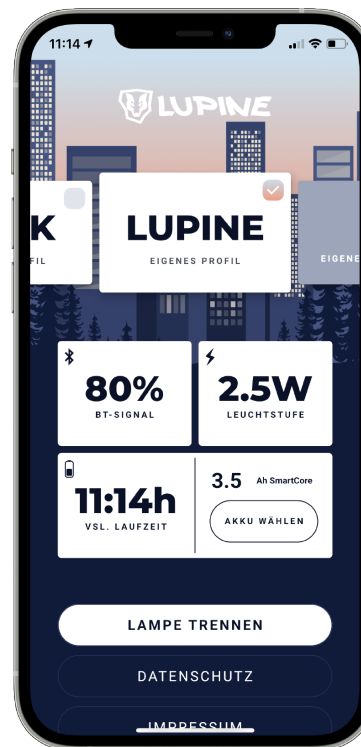 11:14
LUPINE
K
LUPINE
FIL
EIGENES PROFIL
EIGENE
80%
BT-SIGNAL
2.5W
LEUCHTSTUFE
11:14h
VSL. LAUFZEIT
3.5 Ah SmartCore
AKKU WÄHLEN
LAMPE TRENNEN
DATENSCHUTZ
IMPRESSUM